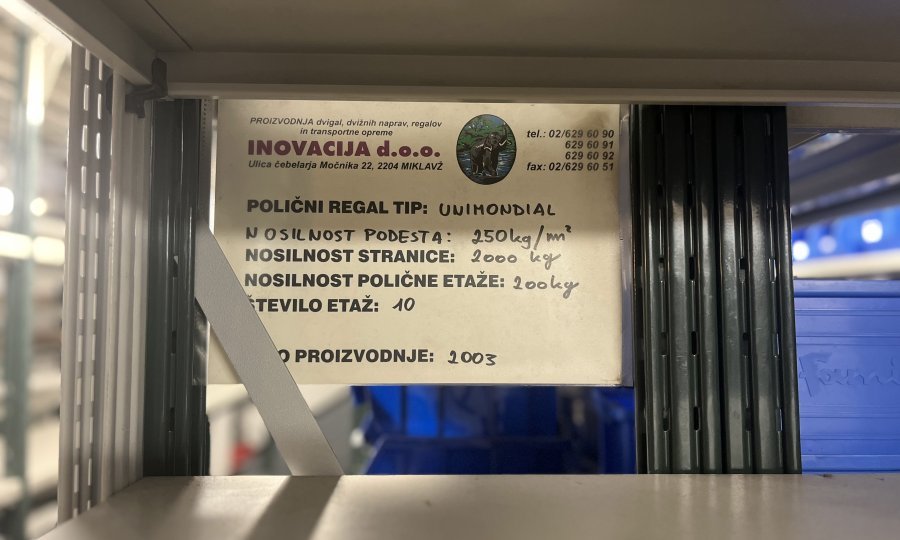 PROIZVODNJA dvigal, dvižnih naprav, regalov
in transportne opreme
INOVACIJA d.o.o.
Ulica čebelarja Močnika 22, 2204 MIKLAVŽ
tel.: 02/629 60 90
629 60 91
629 60 92
fax: 02/629 60 51
POLIČNI REGAL TIP: UNIMONDIAL
NOSILNOST PODESTA: 250kg/m²
NOSILNOST STRANICE: 2000 kg
NOSILNOST POLIČNE ETAŽE: 200kg
ŠTEVILO ETAŽ: 10
O PROIZVODNJE: 2003